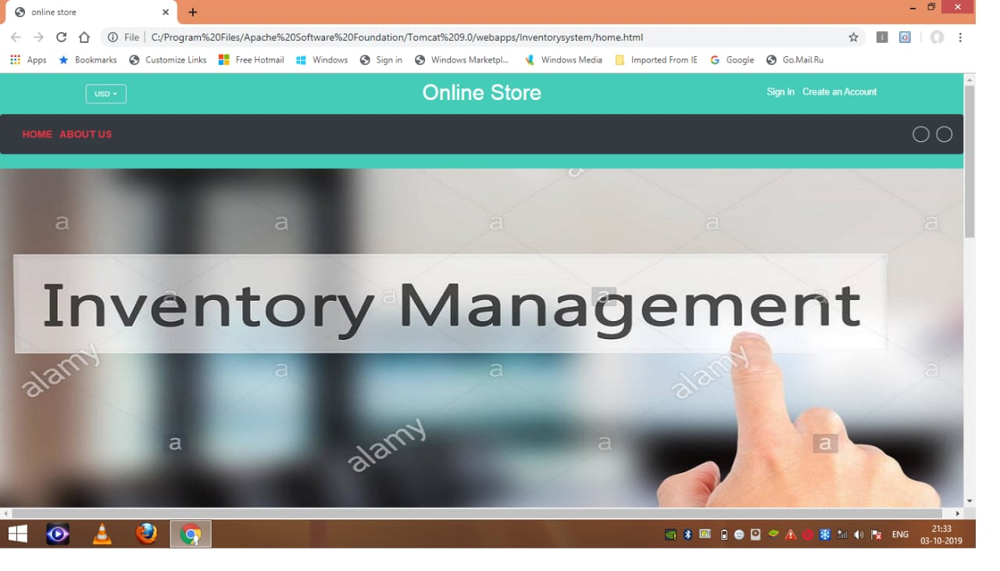 online store
File
C:/Program%20Files/Apache%20Software%20Foundation/Tomcat%209.0/webapps/Inventorysystem/home.html
Apps Bookmarks Customize Links Free Hotmail Windows Sign in Windows Marketpl... Windows Media Imported From IE Google Go.Mail.Ru
USD Online Store Sign in Create an Account
HOME ABOUT US
a
a a a a a
Inventory Management
a a a a
alamy a a alamy a
a alamy a a
ENG 21:33
03-10-2019